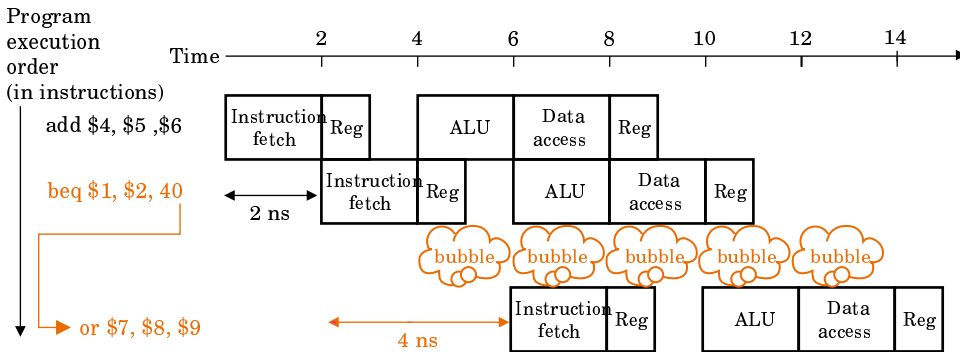 Program
execution
order
(in instructions)
Time
2 4 6 8 10 12 14
add $4, $5 ,$6
Instruction
fetch
Reg
ALU
Data
access
Reg
beq $1, $2, 40
2 ns
Instruction
fetch
Reg
ALU
Data
access
Reg
bubble bubble bubble bubble bubble
or $7, $8, $9
4 ns
Instruction
fetch
Reg
ALU
Data
access
Reg